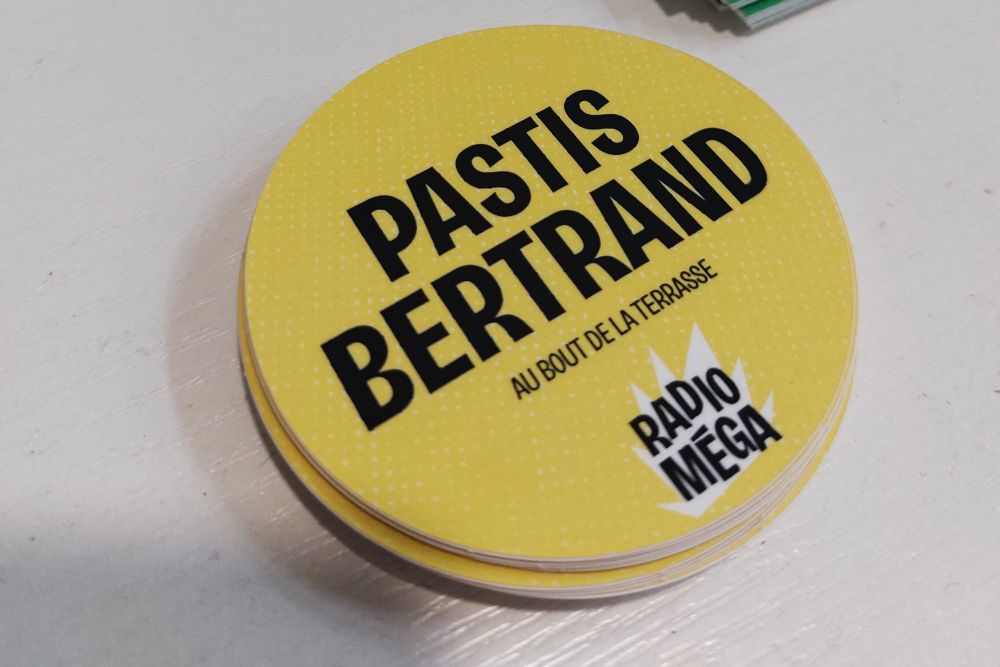 PASTIS
BERTRAND
AU BOUT DE LA TERRASSE
RADIO
MÉGA